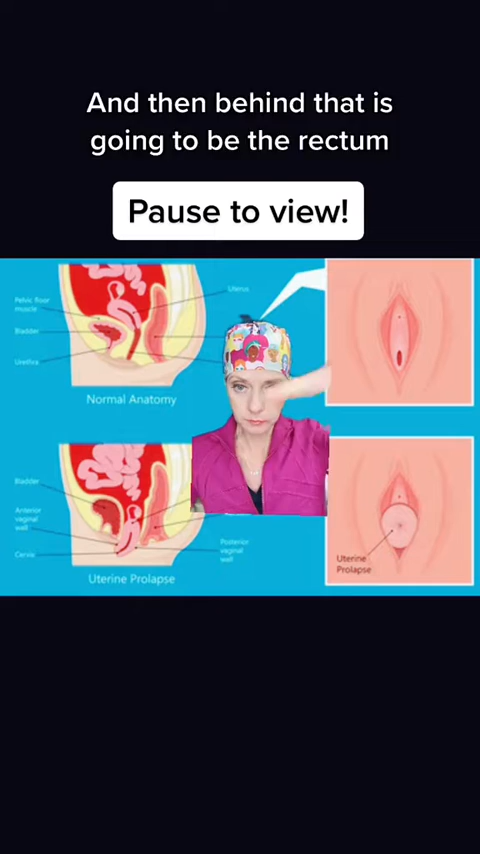 And then behind that is
going to be the rectum
Pause to view!
Pelvic floor
muscle
Bladder
Urethra
Uterus
Normal Anatomy
Bladder
Anterior
vaginal
wall
Cervix
Posterior
vaginal
wall
Uterine Prolapse
Uterine
Prolapse